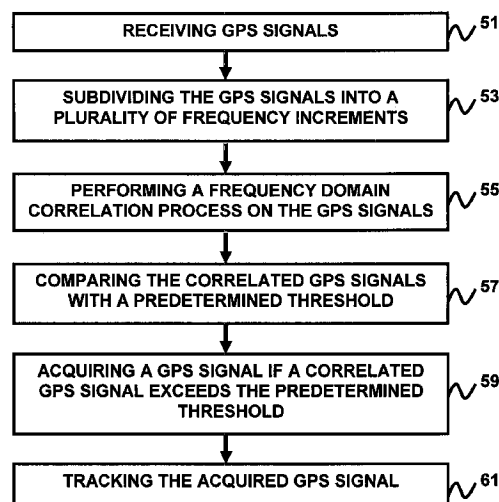 RECEIVING GPS SIGNALS
51
SUBDIVIDING THE GPS SIGNALS INTO A
PLURALITY OF FREQUENCY INCREMENTS
53
PERFORMING A FREQUENCY DOMAIN
CORRELATION PROCESS ON THE GPS SIGNALS
55
COMPARING THE CORRELATED GPS SIGNALS
WITH A PREDETERMINED THRESHOLD
57
ACQUIRING A GPS SIGNAL IF A CORRELATED
GPS SIGNAL EXCEEDS THE PREDETERMINED
THRESHOLD
59
TRACKING THE ACQUIRED GPS SIGNAL
61